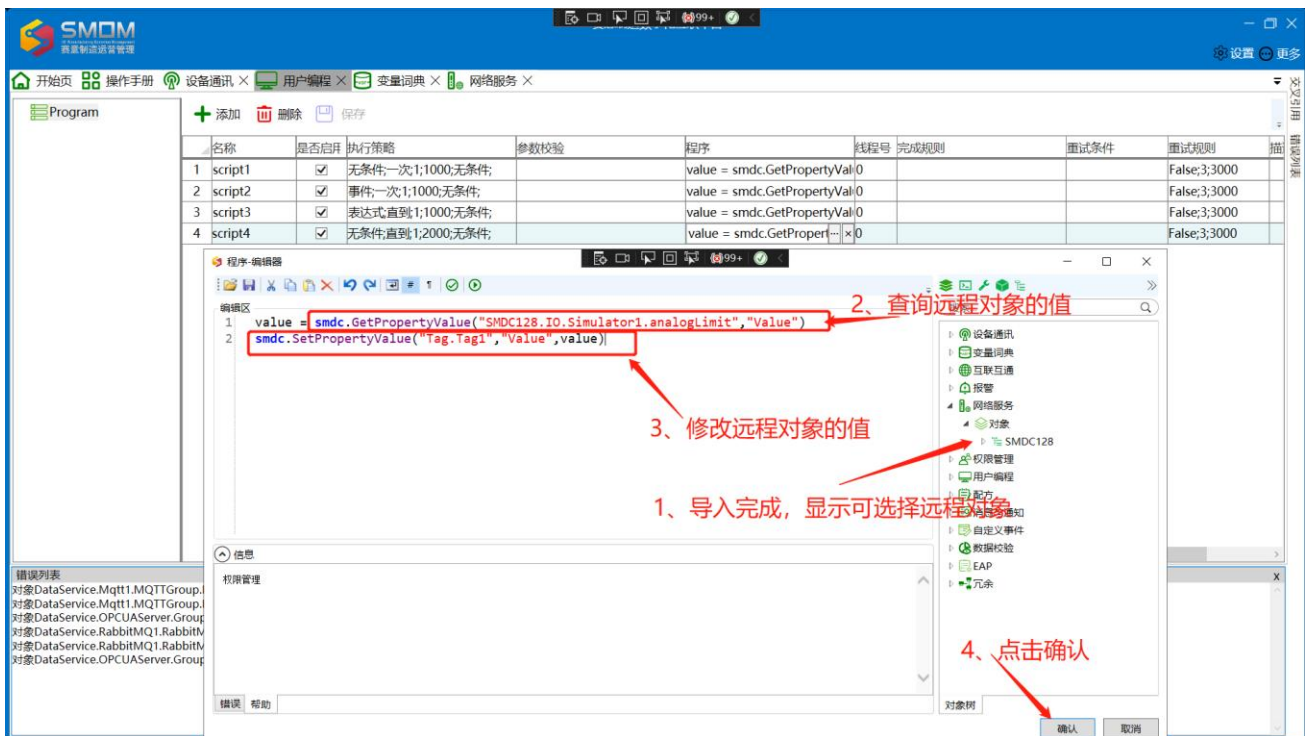 SMOM
赛意制造运营管理
99+
设置 更多
开始页 操作手册 设备通讯 × 用户编程 × 变量词典 × 网络服务 ×
交叉引用
错误列表
Program
添加 删除 保存
名称 是否启用 执行策略 参数校验 程序 线程号 完成规则 重试条件 重试规则
1 script1 无条件;一次;1;1000;无条件; value = smdc.GetPropertyVal 0 False;3;3000
2 script2 事件;一次;1;1000;无条件; value = smdc.GetPropertyVal 0 False;3;3000
3 script3 表达式;直到;1;1000;无条件; value = smdc.GetPropertyVal 0 False;3;3000
4 script4 无条件;直到;1;2000;无条件; value = smdc.GetPropert ... × 0 False;3;3000
程序-编辑器
99+
编辑区
2、查询远程对象的值
1 value = smdc.GetPropertyValue("SMDC128.IO.Simulator1.analogLimit","Value")
2 smdc.SetPropertyValue("Tag.Tag1","Value",value)
3、修改远程对象的值
1、导入完成，显示可选择远程对象
设备通讯
变量词典
互联互通
报警
网络服务
对象
SMDC128
权限管理
用户编程
配方
通知
自定义事件
数据校验
EAP
冗余
信息
权限管理
4、点击确认
错误 帮助
对象树
确认 取消
错误列表 X
对象DataService.Mqtt1.MQTTGroup.
对象DataService.Mqtt1.MQTTGroup.
对象DataService.OPCUAServer.Group
对象DataService.RabbitMQ1.Rabbit
对象DataService.RabbitMQ1.Rabbit
对象DataService.OPCUAServer.Group